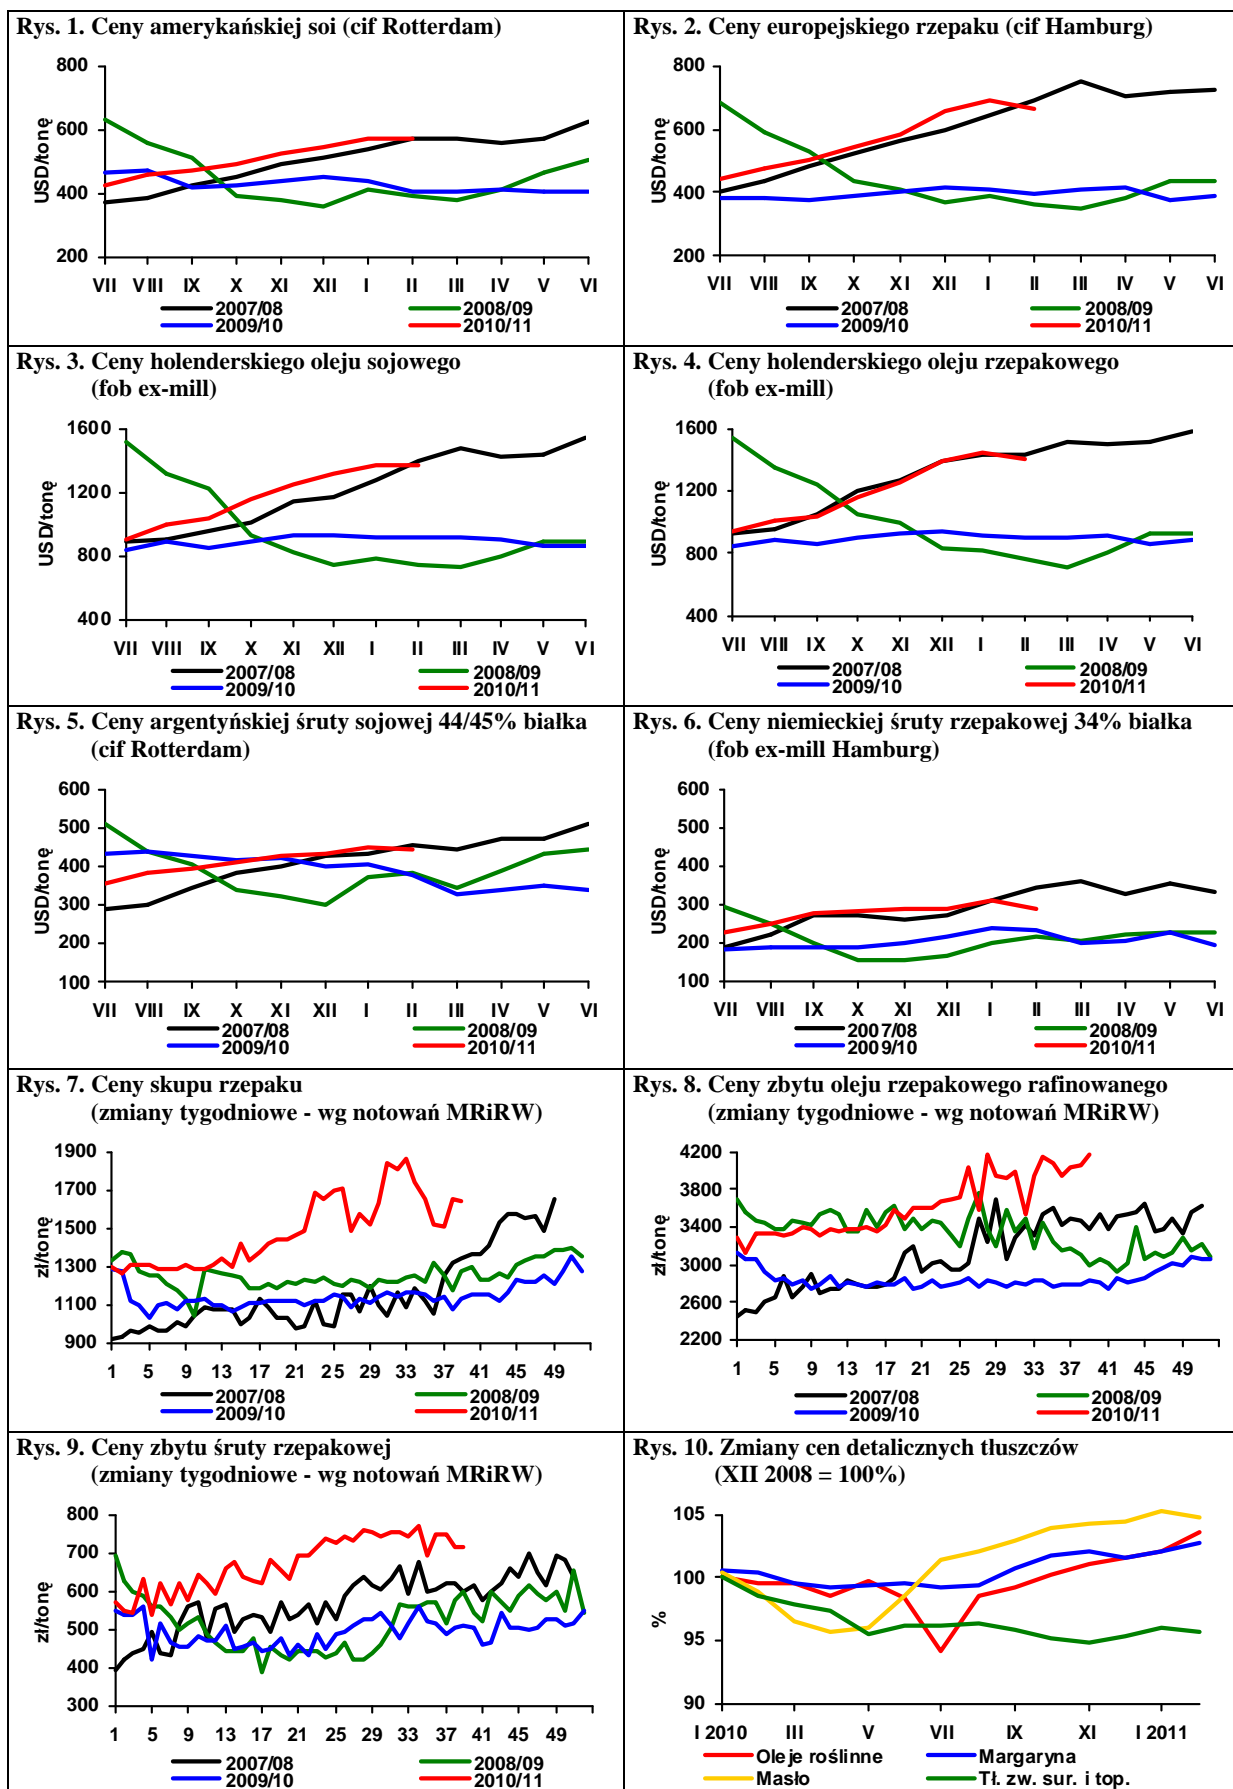 Rys. 1. Ceny amerykańskiej soi (cif Rotterdam)
800
600
400
200
USD/tonę
VII VIII IX X XI XII I II III IV V VI
2007/08 2008/09
2009/10 2010/11
Rys. 2. Ceny europejskiego rzepaku (cif Hamburg)
800
600
400
200
USD/tonę
VII VIII IX X XI XII I II III IV V VI
2007/08 2008/09
2009/10 2010/11
Rys. 3. Ceny holenderskiego oleju sojowego
(fob ex-mill)
1600
1200
800
400
USD/tonę
VII VIII IX X XI XII I II III IV V VI
2007/08 2008/09
2009/10 2010/11
Rys. 4. Ceny holenderskiego oleju rzepakowego
(fob ex-mill)
1600
1200
800
400
USD/tonę
VII VIII IX X XI XII I II III IV V VI
2007/08 2008/09
2009/10 2010/11
Rys. 5. Ceny argentyńskiej śruty sojowej 44/45% białka
(cif Rotterdam)
600
500
400
300
200
100
USD/tonę
VII VIII IX X XI XII I II III IV V VI
2007/08 2008/09
2009/10 2010/11
Rys. 6. Ceny niemieckiej śruty rzepakowej 34% białka
(fob ex-mill Hamburg)
600
500
400
300
200
100
USD/tonę
VII VIII IX X XI XII I II III IV V VI
2007/08 2008/09
2009/10 2010/11
Rys. 7. Ceny skupu rzepaku
(zmiany tygodniowe - wg notowań MRiRW)
1900
1700
1500
1300
1100
900
zł/tonę
1 5 9 13 17 21 25 29 33 37 41 45 49
2007/08 2008/09
2009/10 2010/11
Rys. 8. Ceny zbytu oleju rzepakowego rafinowanego
(zmiany tygodniowe - wg notowań MRiRW)
4200
3800
3400
3000
2600
2200
zł/tonę
1 5 9 13 17 21 25 29 33 37 41 45 49
2007/08 2008/09
2009/10 2010/11
Rys. 9. Ceny zbytu śruty rzepakowej
(zmiany tygodniowe - wg notowań MRiRW)
800
700
600
500
400
300
zł/tonę
1 5 9 13 17 21 25 29 33 37 41 45 49
2007/08 2008/09
2009/10 2010/11
Rys. 10. Zmiany cen detalicznych tłuszczów
(XII 2008 = 100%)
105
100
95
90
%
I 2010 III V VII IX XI I 2011
Oleje roślinne Margaryna
Masło Tł. zw. sur. i top.